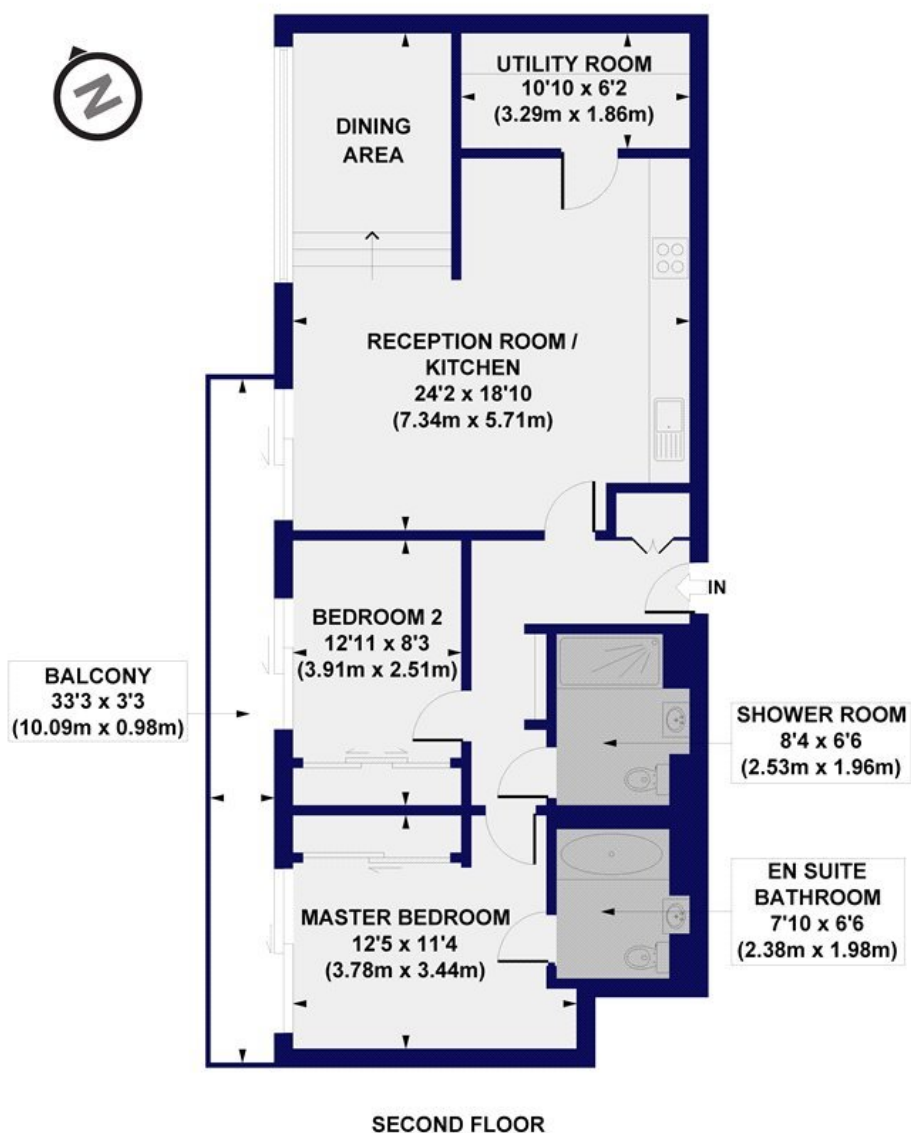 N
UTILITY ROOM
10'10 x 6'2
(3.29m x 1.86m)
DINING
AREA
RECEPTION ROOM /
KITCHEN
24'2 x 18'10
(7.34m x 5.71m)
IN
BEDROOM 2
12'11 x 8'3
(3.91m x 2.51m)
BALCONY
33'3 x 3'3
(10.09m x 0.98m)
SHOWER ROOM
8'4 x 6'6
(2.53m x 1.96m)
EN SUITE
BATHROOM
7'10 x 6'6
(2.38m x 1.98m)
MASTER BEDROOM
12'5 x 11'4
(3.78m x 3.44m)
SECOND FLOOR